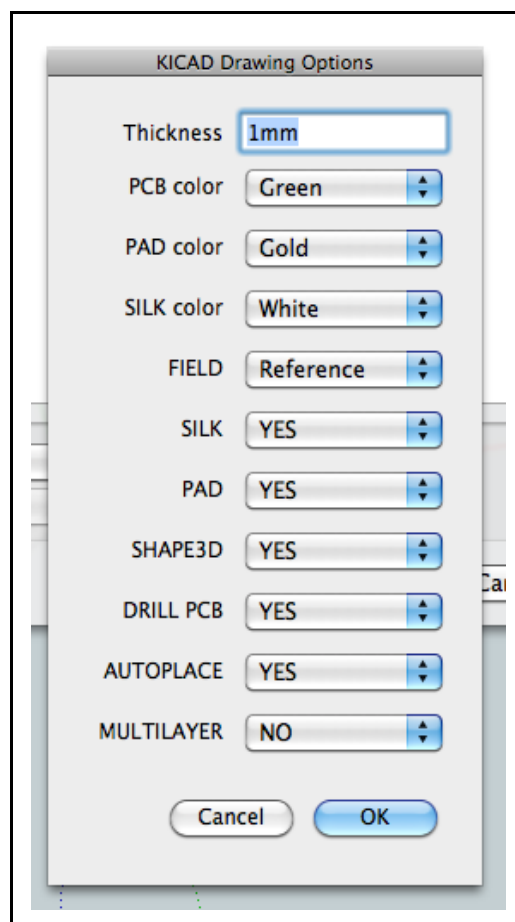 KICAD Drawing Options
Thickness 1mm
PCB color Green
PAD color Gold
SILK color White
FIELD Reference
SILK YES
PAD YES
SHAPE3D YES
DRILL PCB YES
AUTOPLACE YES
MULTILAYER NO
Cancel OK